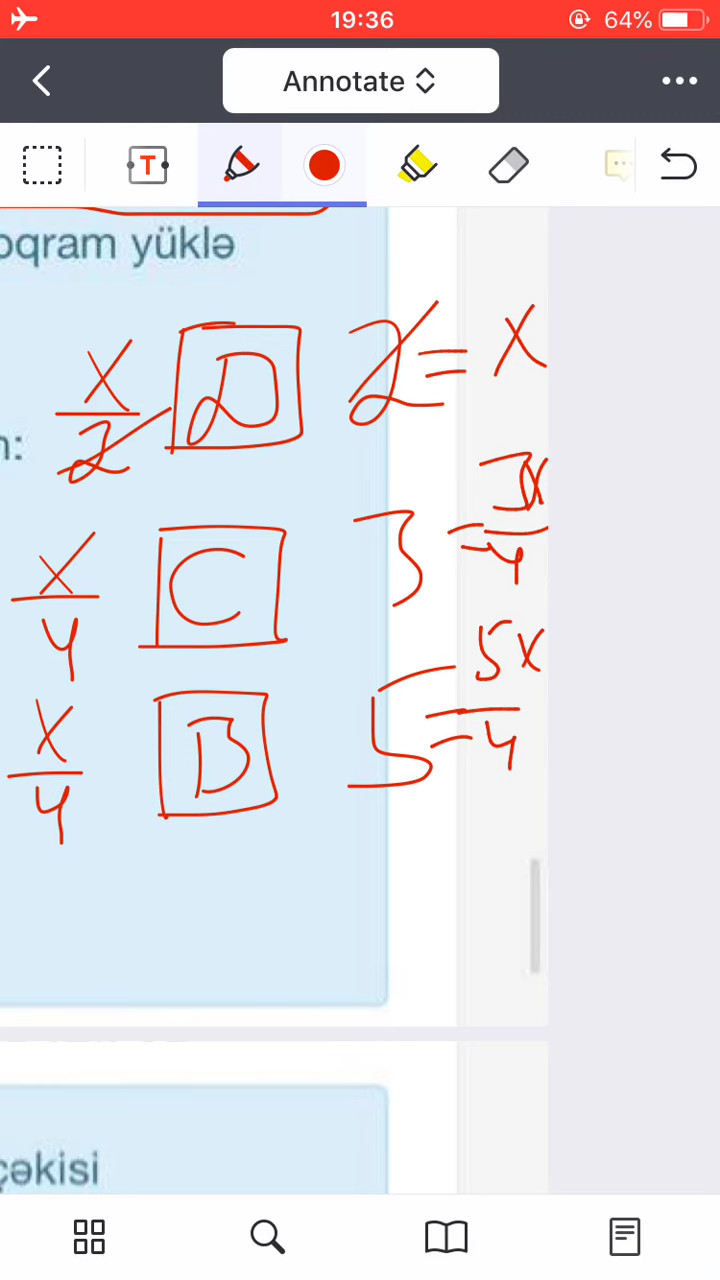 19:36
64%
Annotate
T
oqram yüklə
x/2 D 2 = x
n:
x/4 C 3 = 3x/4
x/4 B 5 = 5x/4
çəkisi